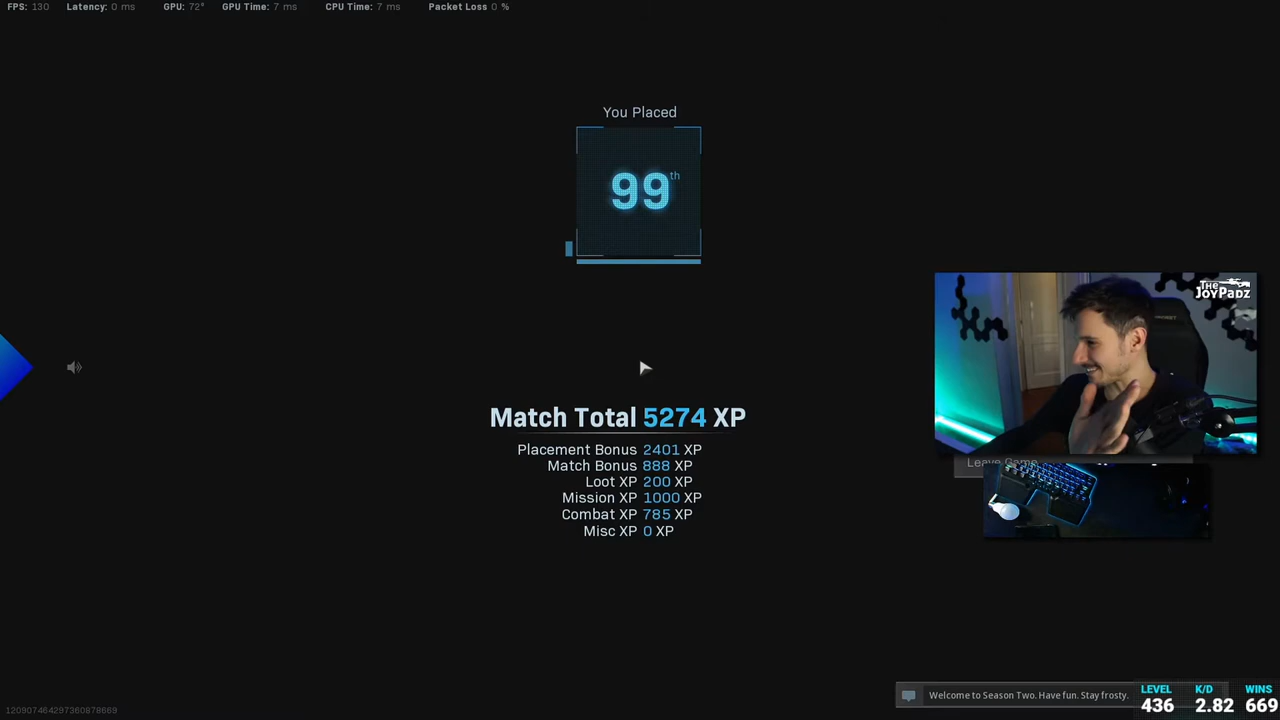 FPS: 130 Latency: 0 ms GPU: 72° GPU Time: 7 ms CPU Time: 7 ms Packet Loss 0 %
You Placed
99th
THE JOYPADZ
Match Total 5274 XP
Placement Bonus 2401 XP
Match Bonus 888 XP
Leave Game
Loot XP 200 XP
Mission XP 1000 XP
Combat XP 785 XP
Misc XP 0 XP
Welcome to Season Two. Have fun. Stay frosty.
LEVEL K/D WINS
436 2.82 669